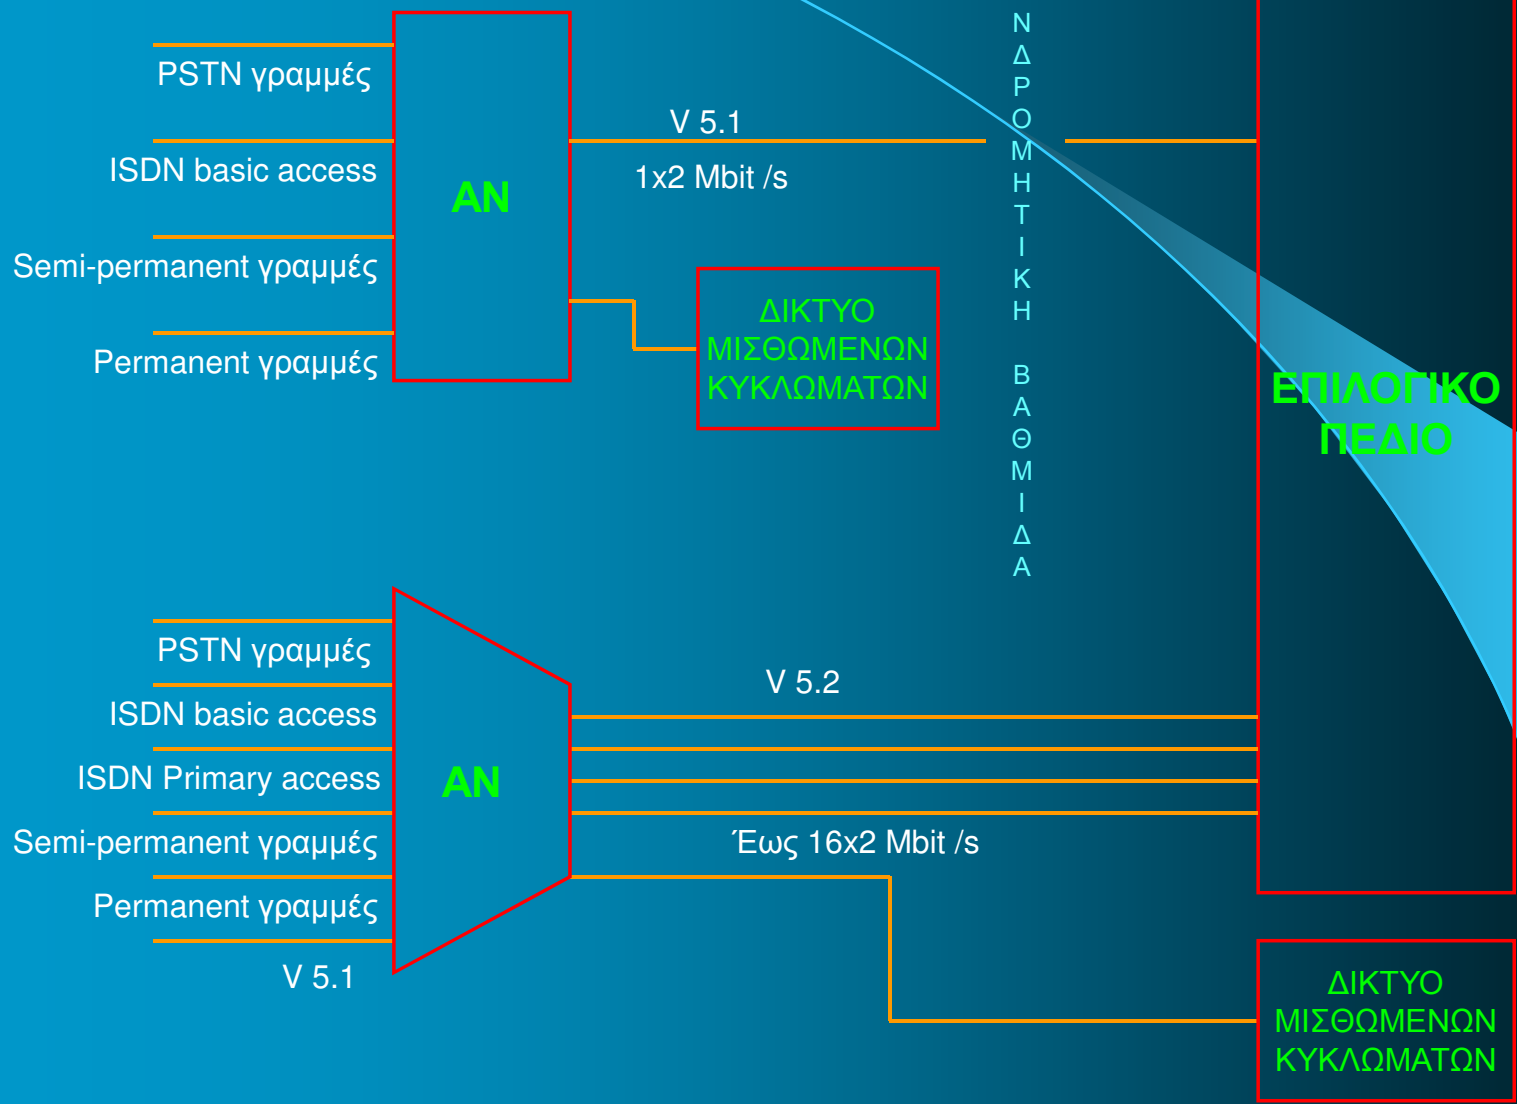 PSTN γραμμές
ISDN basic access
Semi-permanent γραμμές
Permanent γραμμές
AN
V 5.1
1x2 Mbit /s
ΔΙΚΤΥΟ
ΜΙΣΘΩΜΕΝΩΝ
ΚΥΚΛΩΜΑΤΩΝ
Ν
Δ
Ρ
Ο
Μ
Η
Τ
Ι
Κ
Η
Β
Α
Θ
Μ
Ι
Δ
Α
ΕΠΙΛΟΓΙΚΟ
ΠΕΔΙΟ
PSTN γραμμές
ISDN basic access
ISDN Primary access
Semi-permanent γραμμές
Permanent γραμμές
V 5.1
AN
V 5.2
Έως 16x2 Mbit /s
ΔΙΚΤΥΟ
ΜΙΣΘΩΜΕΝΩΝ
ΚΥΚΛΩΜΑΤΩΝ